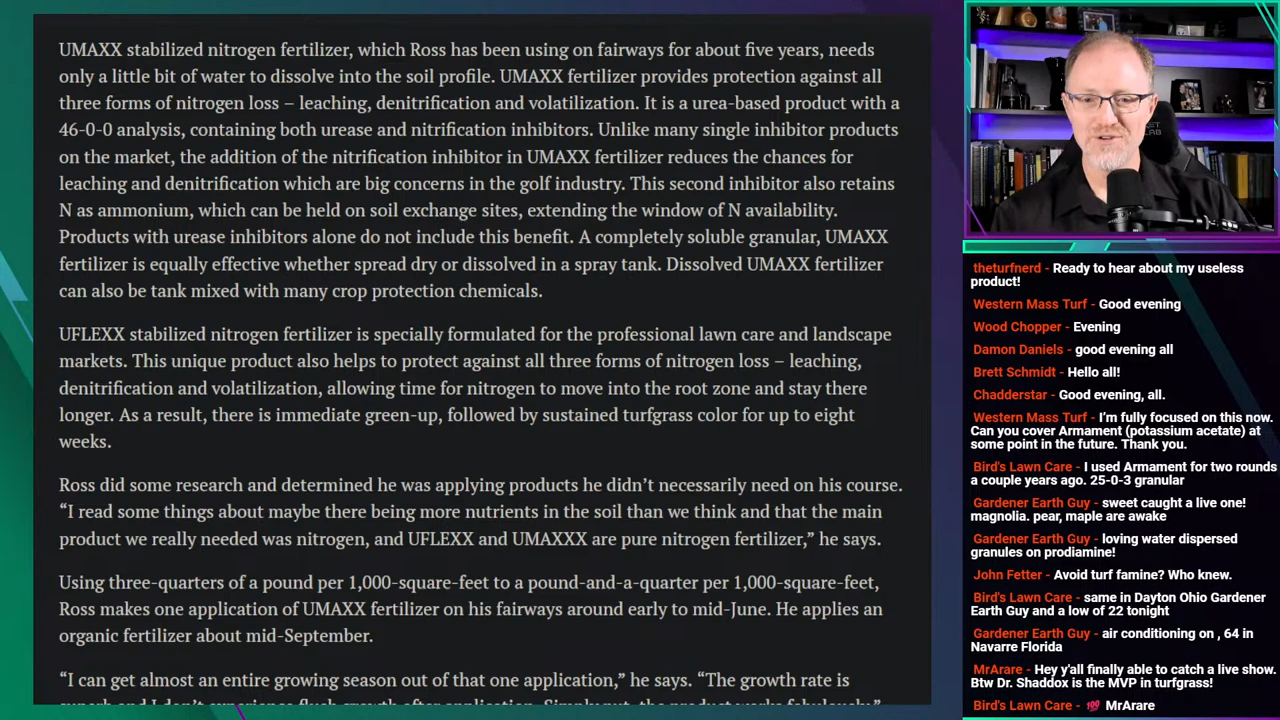 UMAXX stabilized nitrogen fertilizer, which Ross has been using on fairways for about five years, needs
only a little bit of water to dissolve into the soil profile. UMAXX fertilizer provides protection against all
three forms of nitrogen loss – leaching, denitrification and volatilization. It is a urea-based product with a
46-0-0 analysis, containing both urease and nitrification inhibitors. Unlike many single inhibitor products
on the market, the addition of the nitrification inhibitor in UMAXX fertilizer reduces the chances for
leaching and denitrification which are big concerns in the golf industry. This second inhibitor also retains
N as ammonium, which can be held on soil exchange sites, extending the window of N availability.
Products with urease inhibitors alone do not include this benefit. A completely soluble granular, UMAXX
fertilizer is equally effective whether spread dry or dissolved in a spray tank. Dissolved UMAXX fertilizer
can also be tank mixed with many crop protection chemicals.
UFLEXX stabilized nitrogen fertilizer is specially formulated for the professional lawn care and landscape
markets. This unique product also helps to protect against all three forms of nitrogen loss – leaching,
denitrification and volatilization, allowing time for nitrogen to move into the root zone and stay there
longer. As a result, there is immediate green-up, followed by sustained turfgrass color for up to eight
weeks.
Ross did some research and determined he was applying products he didn’t necessarily need on his course.
“I read some things about maybe there being more nutrients in the soil than we think and that the main
product we really needed was nitrogen, and UFLEXX and UMAXXX are pure nitrogen fertilizer,” he says.
Using three-quarters of a pound per 1,000-square-feet to a pound-and-a-quarter per 1,000-square-feet,
Ross makes one application of UMAXX fertilizer on his fairways around early to mid-June. He applies an
organic fertilizer about mid-September.
“I can get almost an entire growing season out of that one application,” he says. “The growth rate is
theturfnerd - Ready to hear about my useless
product!
Western Mass Turf - Good evening
Wood Chopper - Evening
Damon Daniels - good evening all
Brett Schmidt - Hello all!
Chadderstar - Good evening, all.
Western Mass Turf - I’m fully focused on this now.
Can you cover Armament (potassium acetate) at
some point in the future. Thank you.
Bird's Lawn Care - I used Armament for two rounds
a couple years ago. 25-0-3 granular
Gardener Earth Guy - sweet caught a live one!
magnolia. pear, maple are awake
Gardener Earth Guy - loving water dispersed
granules on prodiamine!
John Fetter - Avoid turf famine? Who knew.
Bird's Lawn Care - same in Dayton Ohio Gardener
Earth Guy and a low of 22 tonight
Gardener Earth Guy - air conditioning on , 64 in
Navarre Florida
MrArare - Hey y'all finally able to catch a live show.
Btw Dr. Shaddox is the MVP in turfgrass!
Bird's Lawn Care - 💯 MrArare